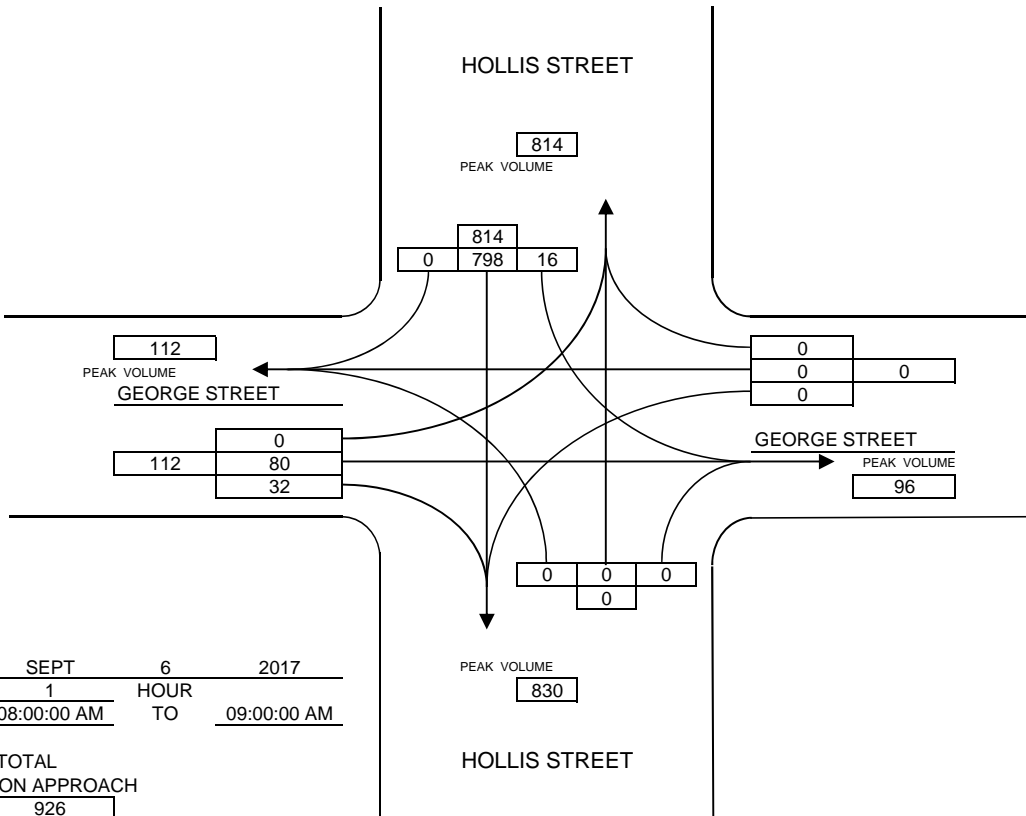 HOLLIS STREET
814
PEAK VOLUME
814
0 798 16
112
PEAK VOLUME
GEORGE STREET
0
0 0
0
0
112 80
32
GEORGE STREET
PEAK VOLUME
96
0 0 0
0
SEPT 6 2017
1 HOUR
08:00:00 AM TO 09:00:00 AM
PEAK VOLUME
830
TOTAL
ON APPROACH
926
HOLLIS STREET